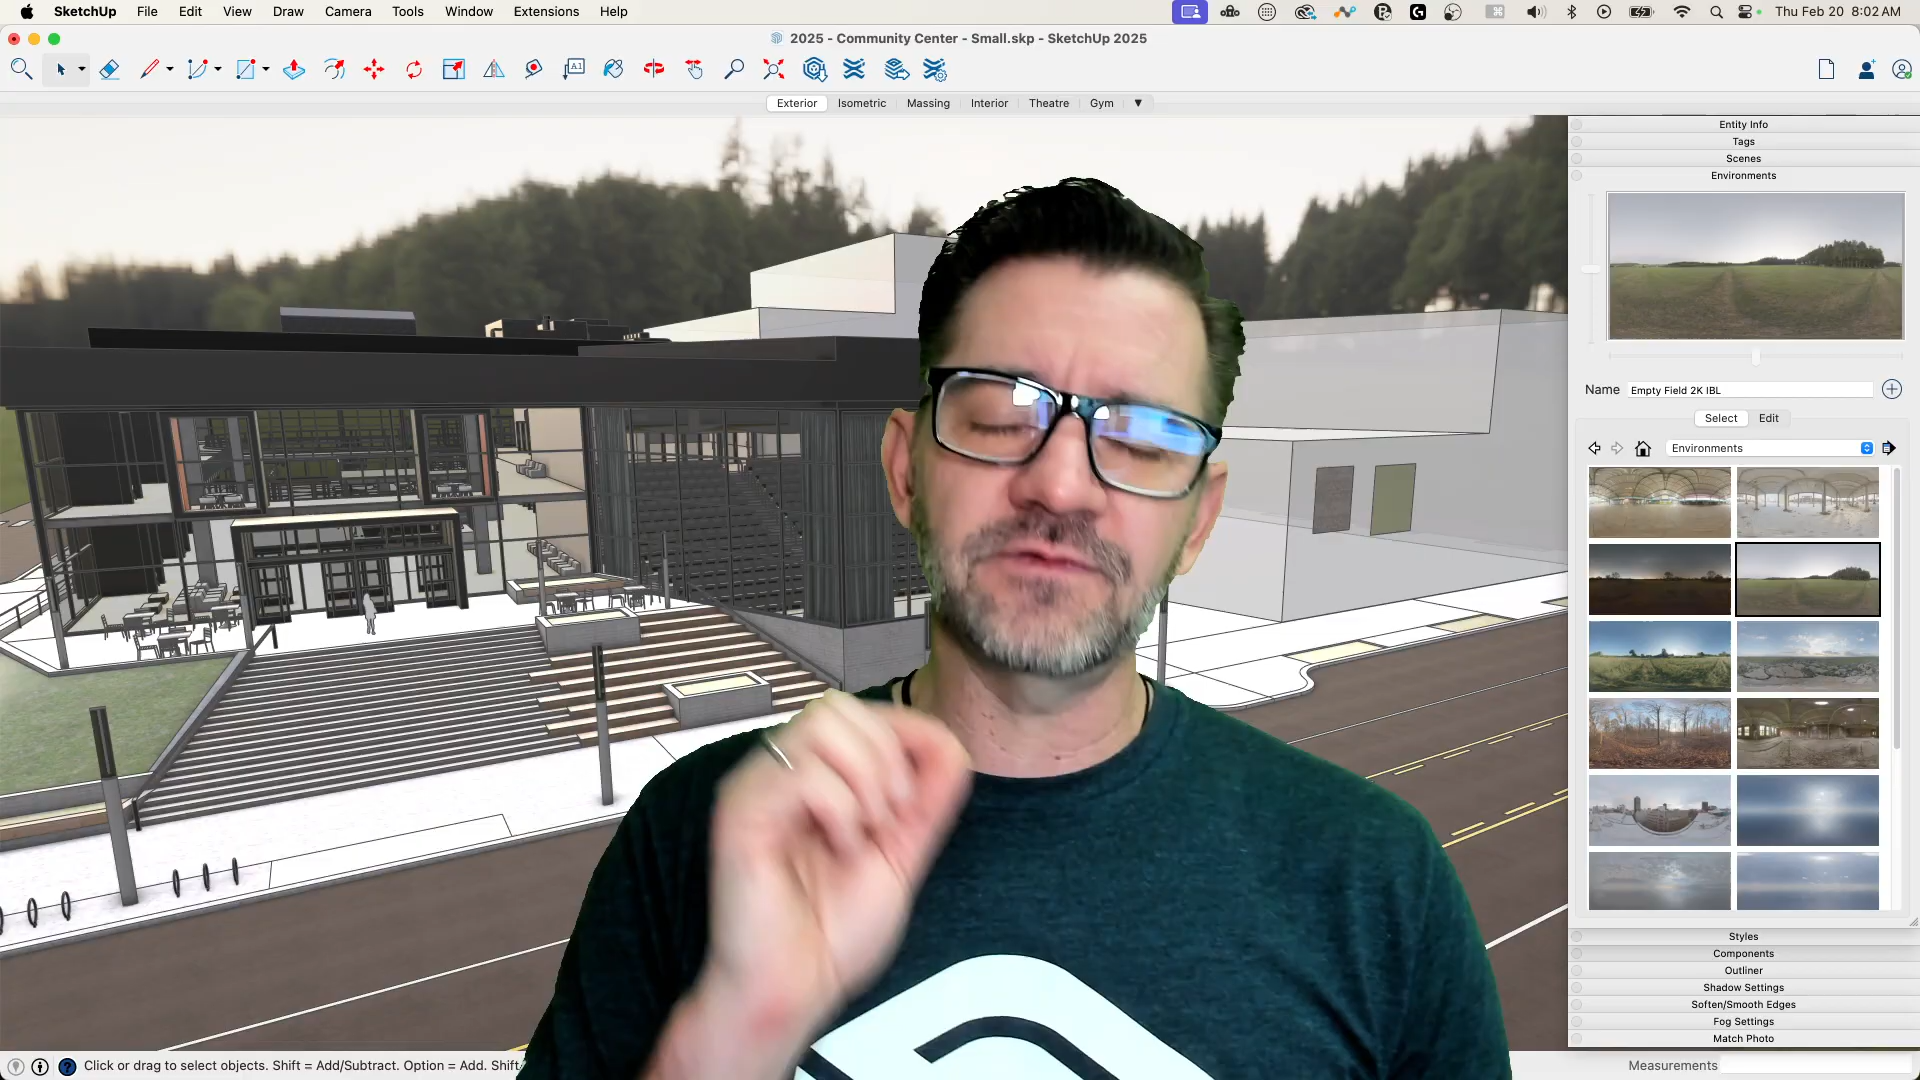 SketchUp File Edit View Draw Camera Tools Window Extensions Help Thu Feb 20 8:02 AM
2025 - Community Center - Small.skp - SketchUp 2025
A1
Exterior Isometric Massing Interior Theatre Gym
Entity Info
Tags
Scenes
Environments
Name Empty Field 2K IBL
Select Edit
Environments
Styles
Components
Outliner
Shadow Settings
Soften/Smooth Edges
Fog Settings
Match Photo
Click or drag to select objects. Shift = Add/Subtract. Option = Add. Shift
Measurements